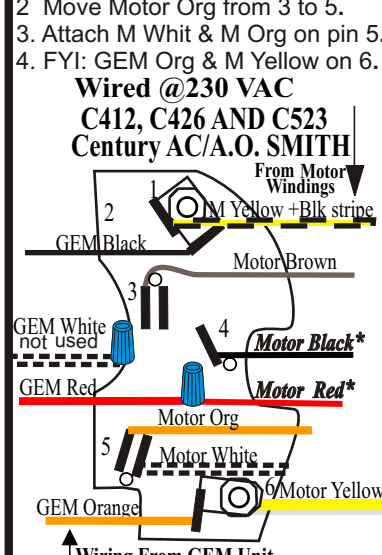 2 Move Motor Org from 3 to 5.
3. Attach M Whit & M Org on pin 5.
4. FYI: GEM Org & M Yellow on 6.
Wired @230 VAC
C412, C426 AND C523
Century AC/A.O. SMITH
From Motor
Windings
1
2
M Yellow +Blk stripe
GEM Black
Motor Brown
3
GEM White
not used
4
Motor Black*
GEM Red
Motor Red*
Motor Org
5
Motor White
6
Motor Yellow
GEM Orange
Wiring From GEM Unit